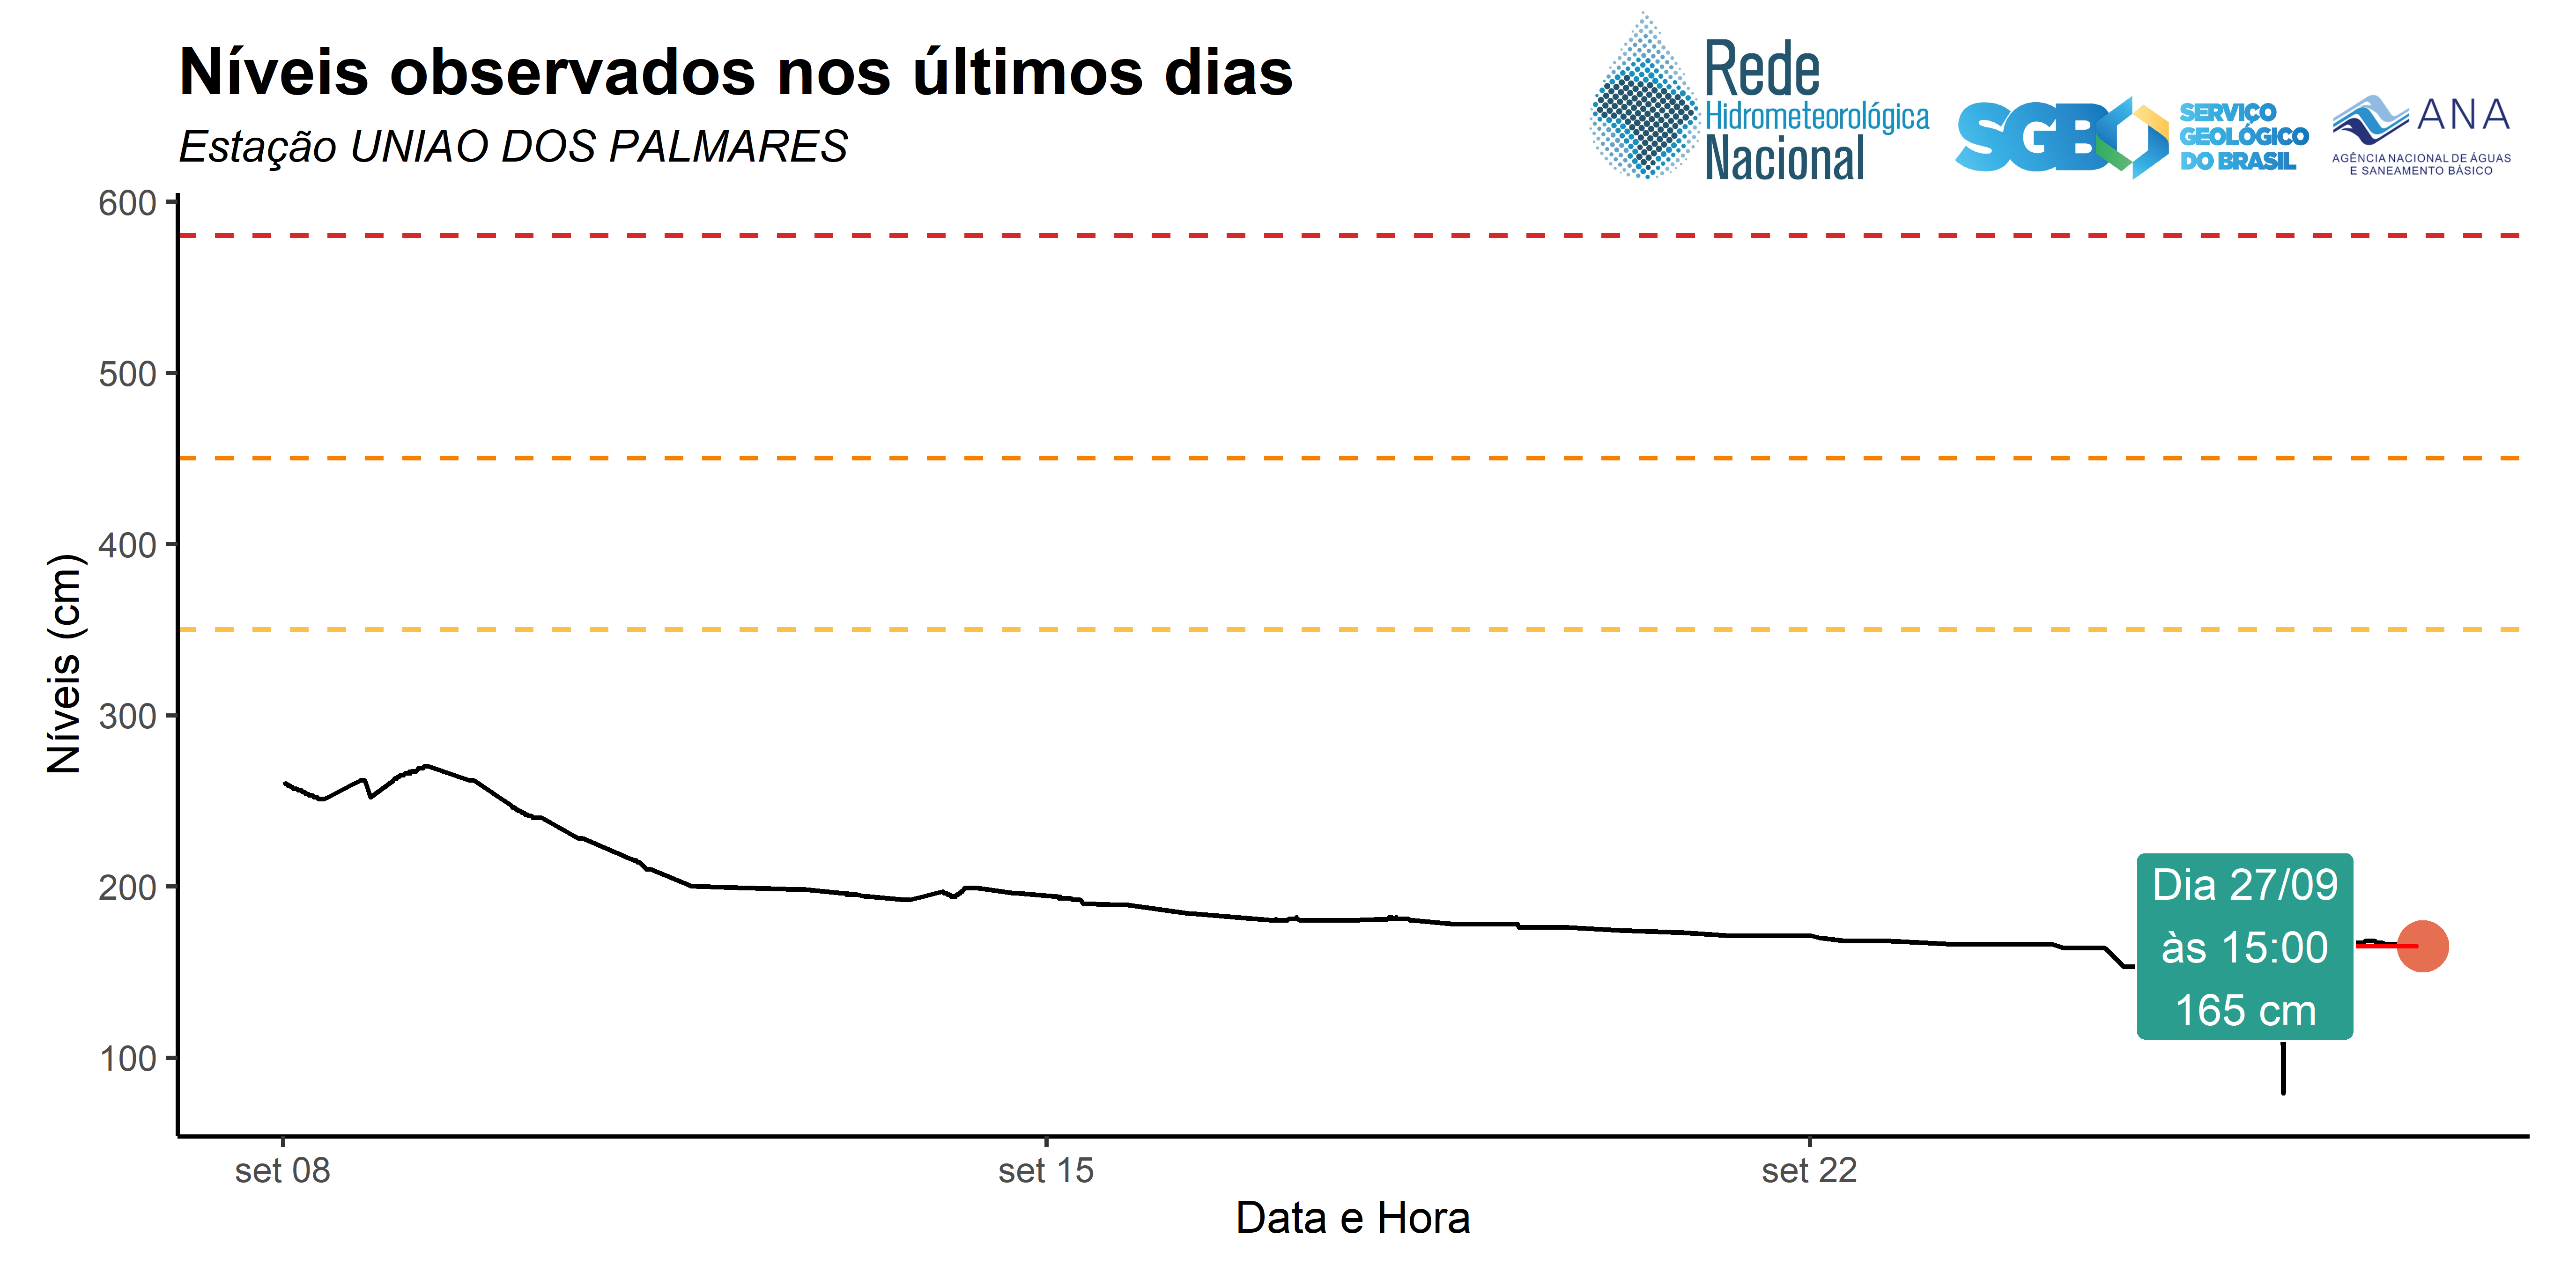 Níveis observados nos últimos dias
Estação UNIAO DOS PALMARES
Rede
Hidrometeorológica
Nacional
SGB
SERVIÇO
GEOLÓGICO
DO BRASIL
ANA
AGÊNCIA NACIONAL DE ÁGUAS
E SANEAMENTO BÁSICO
Níveis (cm)
600
500
400
300
200
100
Dia 27/09
às 15:00
165 cm
set 08
set 15
set 22
Data e Hora